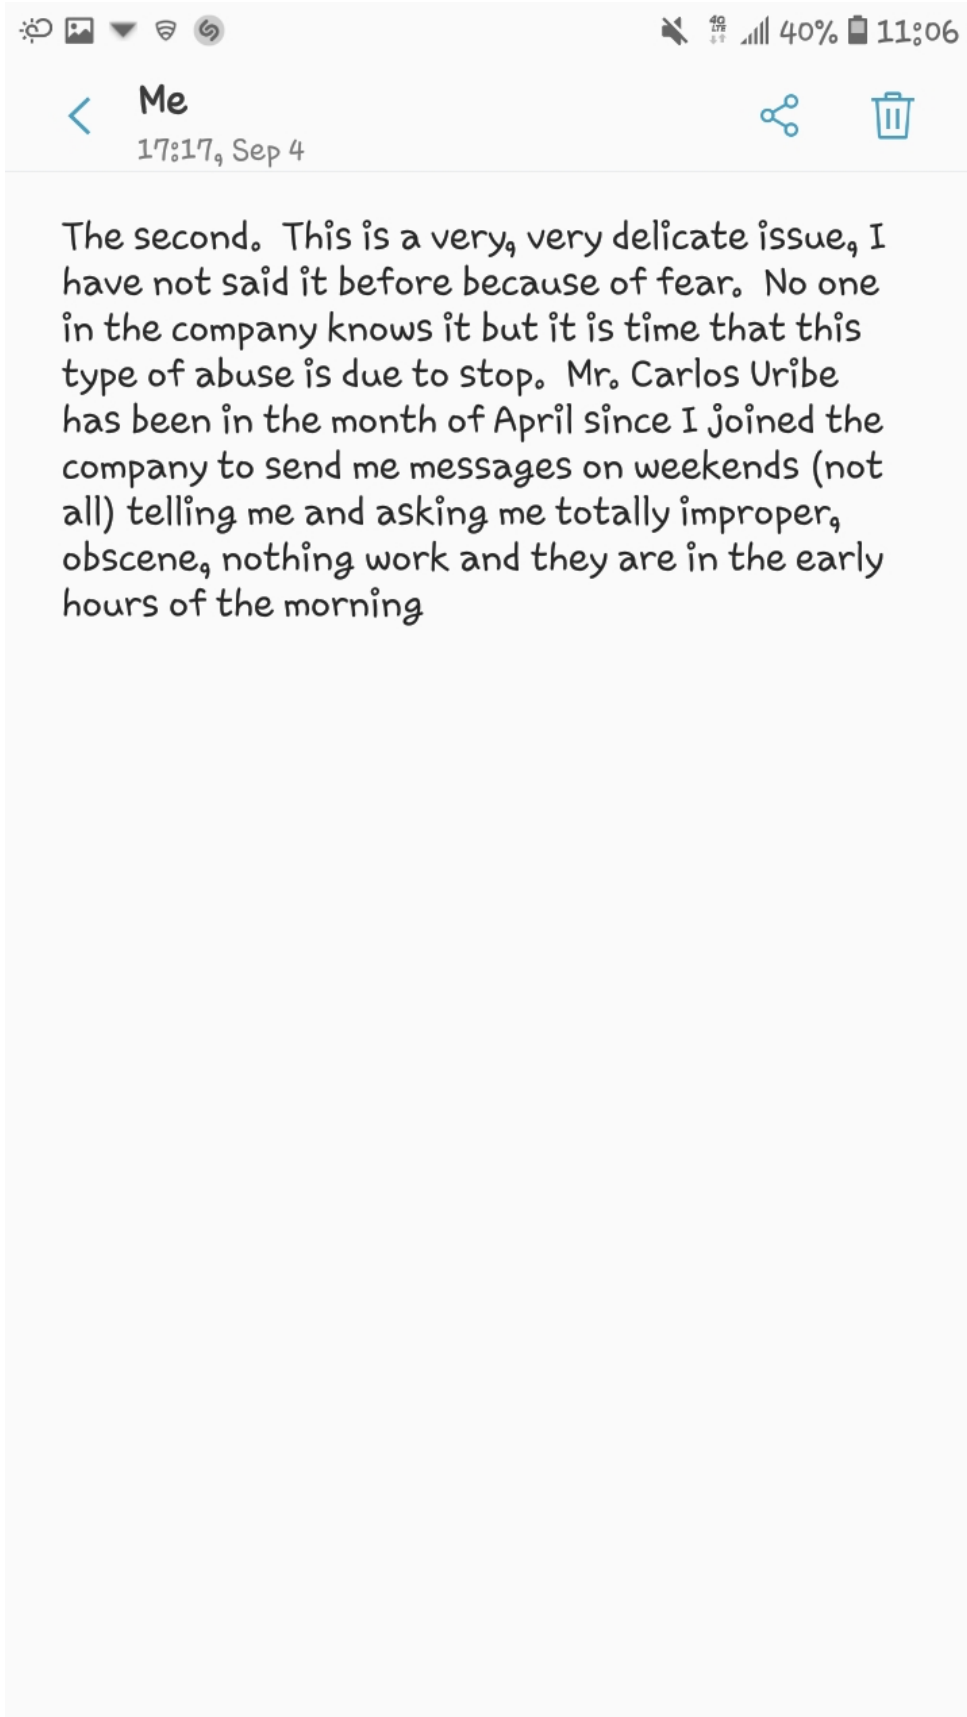 40% 11:06
Me
17:17, Sep 4
The second.  This is a very, very delicate issue, I
have not said it before because of fear.  No one
in the company knows it but it is time that this
type of abuse is due to stop.  Mr. Carlos Uribe
has been in the month of April since I joined the
company to send me messages on weekends (not
all) telling me and asking me totally improper,
obscene, nothing work and they are in the early
hours of the morning